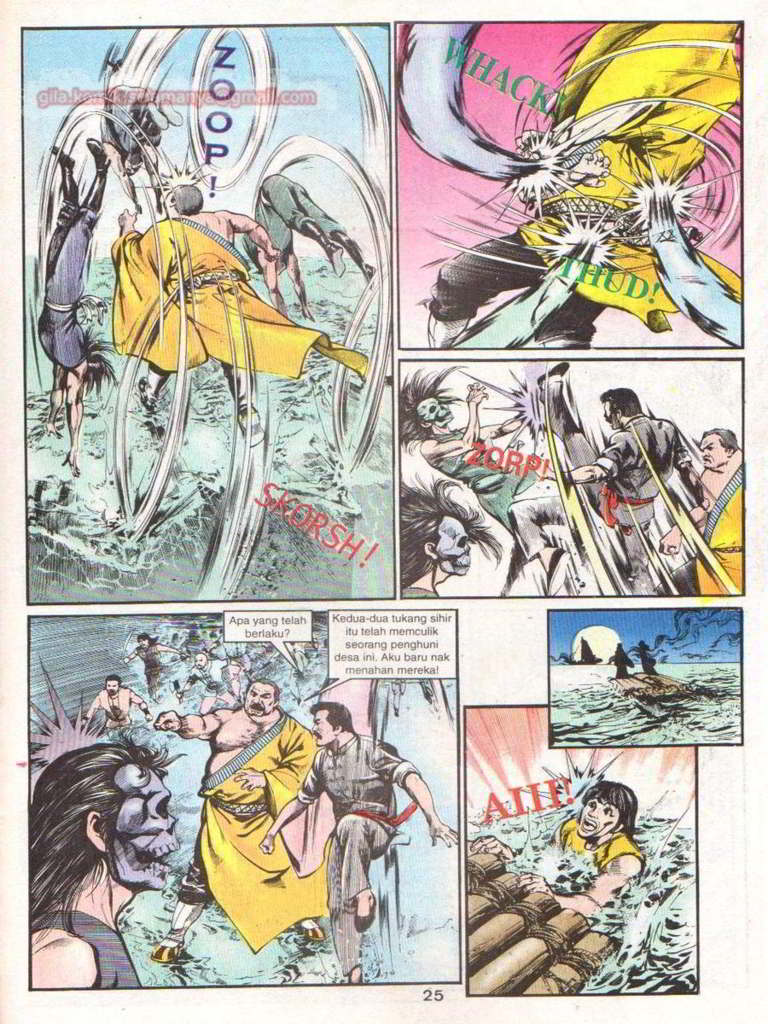 ZOOP!
SKORSH!
WHACK!
THUD!
ZORP!
Apa yang telah
berlaku?
Kedua-dua tukang sihir
itu telah memculik
seorang penghuni
desa ini. Aku baru nak
menahan mereka!
AIII!
25